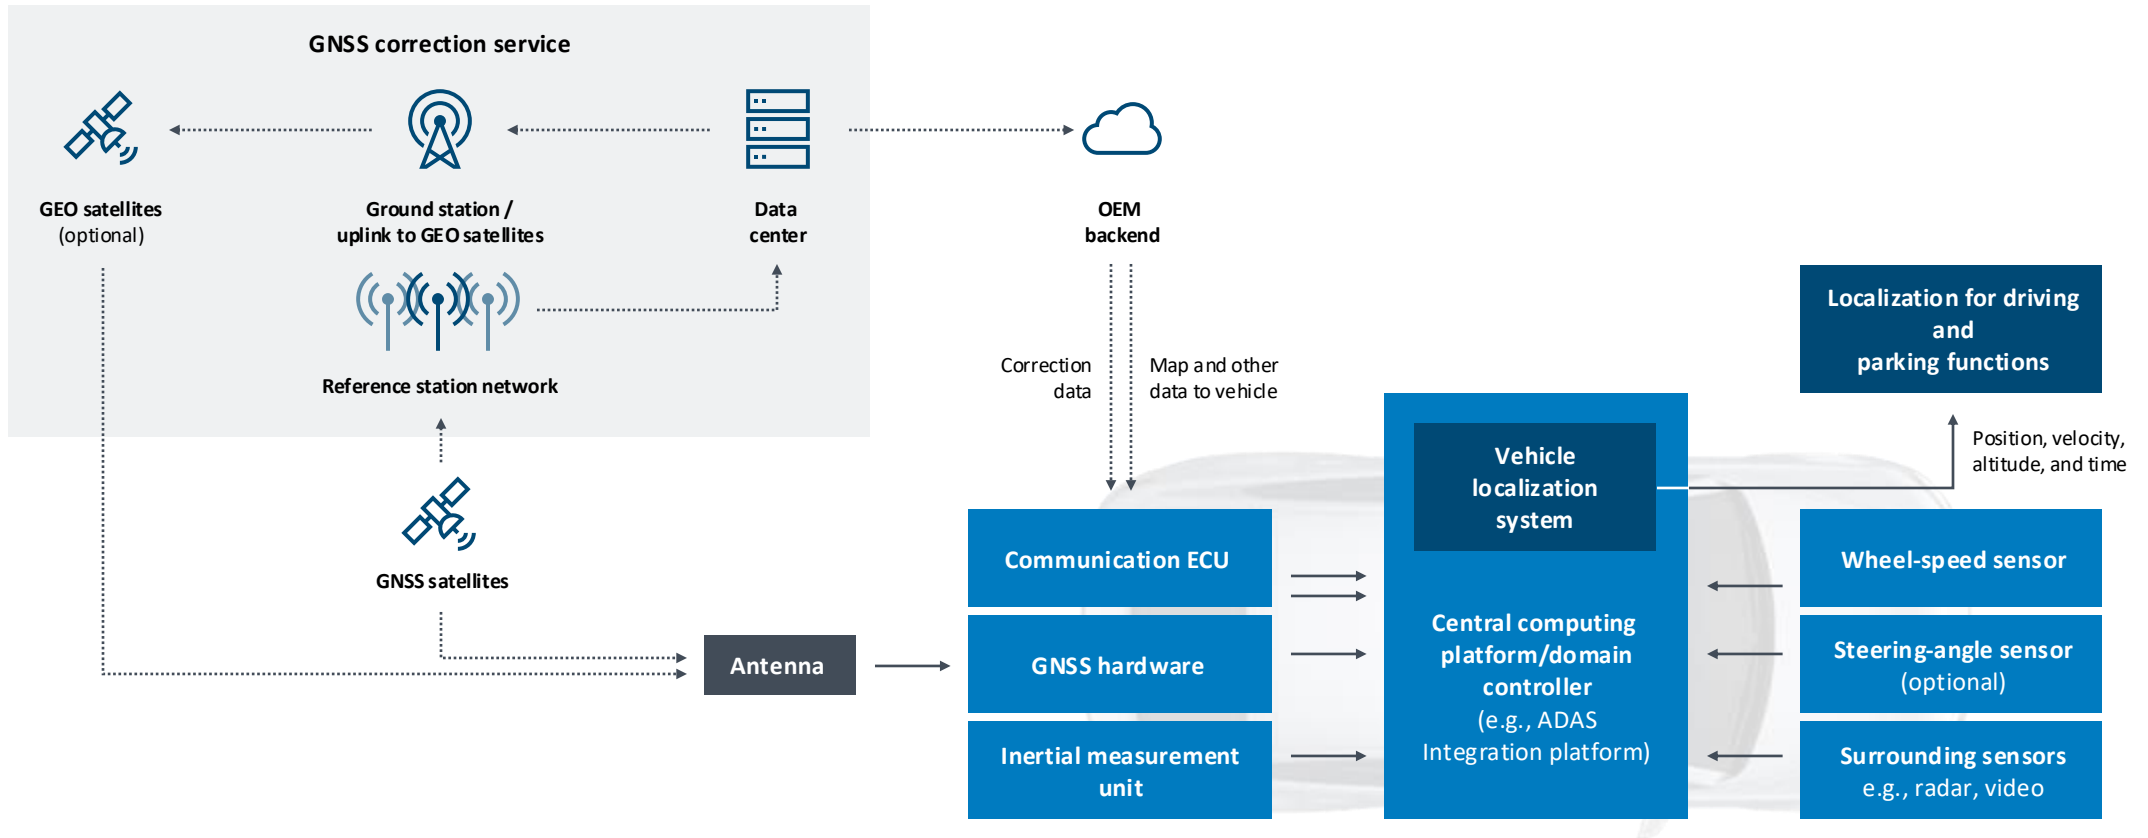 GNSS correction service
GEO satellites
(optional)
Ground station /
uplink to GEO satellites
Data
center
OEM
backend
Reference station network
Correction
data
Map and other
data to vehicle
Localization for driving
and
parking functions
Position, velocity,
altitude, and time
GNSS satellites
Antenna
Communication ECU
GNSS hardware
Inertial measurement
unit
Vehicle
localization
system
Central computing
platform/domain
controller
(e.g., ADAS
Integration platform)
Wheel-speed sensor
Steering-angle sensor
(optional)
Surrounding sensors
e.g., radar, video